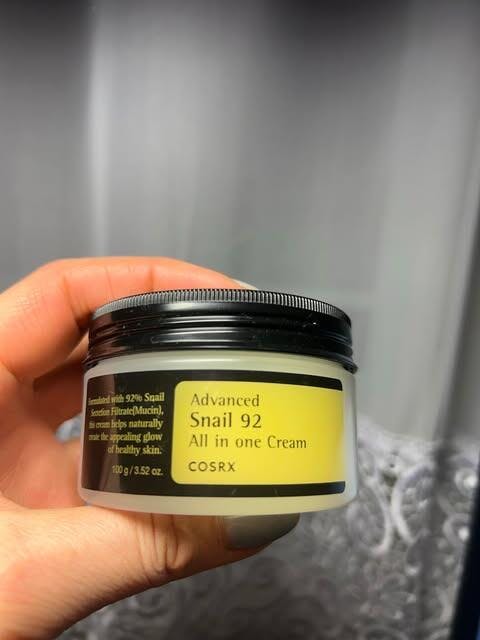 Formulated with 92% Snail
Secretion Filtrate(Mucin),
this cream helps naturally
create the appealing glow
of healthy skin.
100 g / 3.52 oz.
Advanced
Snail 92
All in one Cream
COSRX